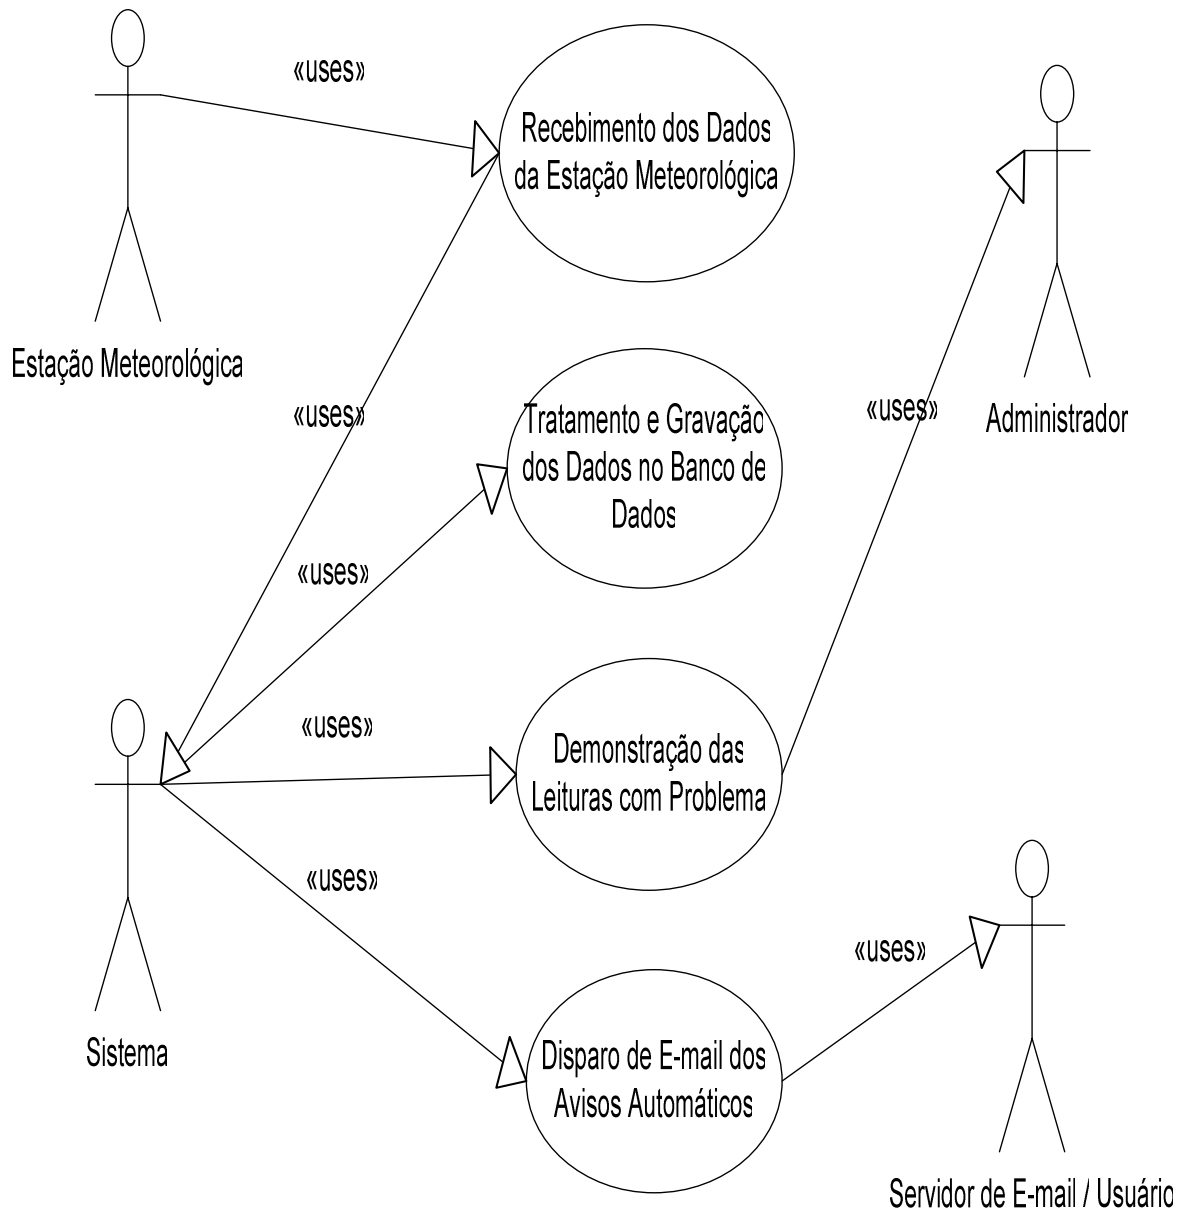 «uses»
Recebimento dos Dados
da Estação Meteorológica
Estação Meteorológica
«uses»
Tratamento e Gravação
dos Dados no Banco de
Dados
«uses»
Administrador
«uses»
«uses»
Demonstração das
Leituras com Problema
«uses»
«uses»
Sistema
Disparo de E-mail dos
Avisos Automáticos
Servidor de E-mail / Usuário